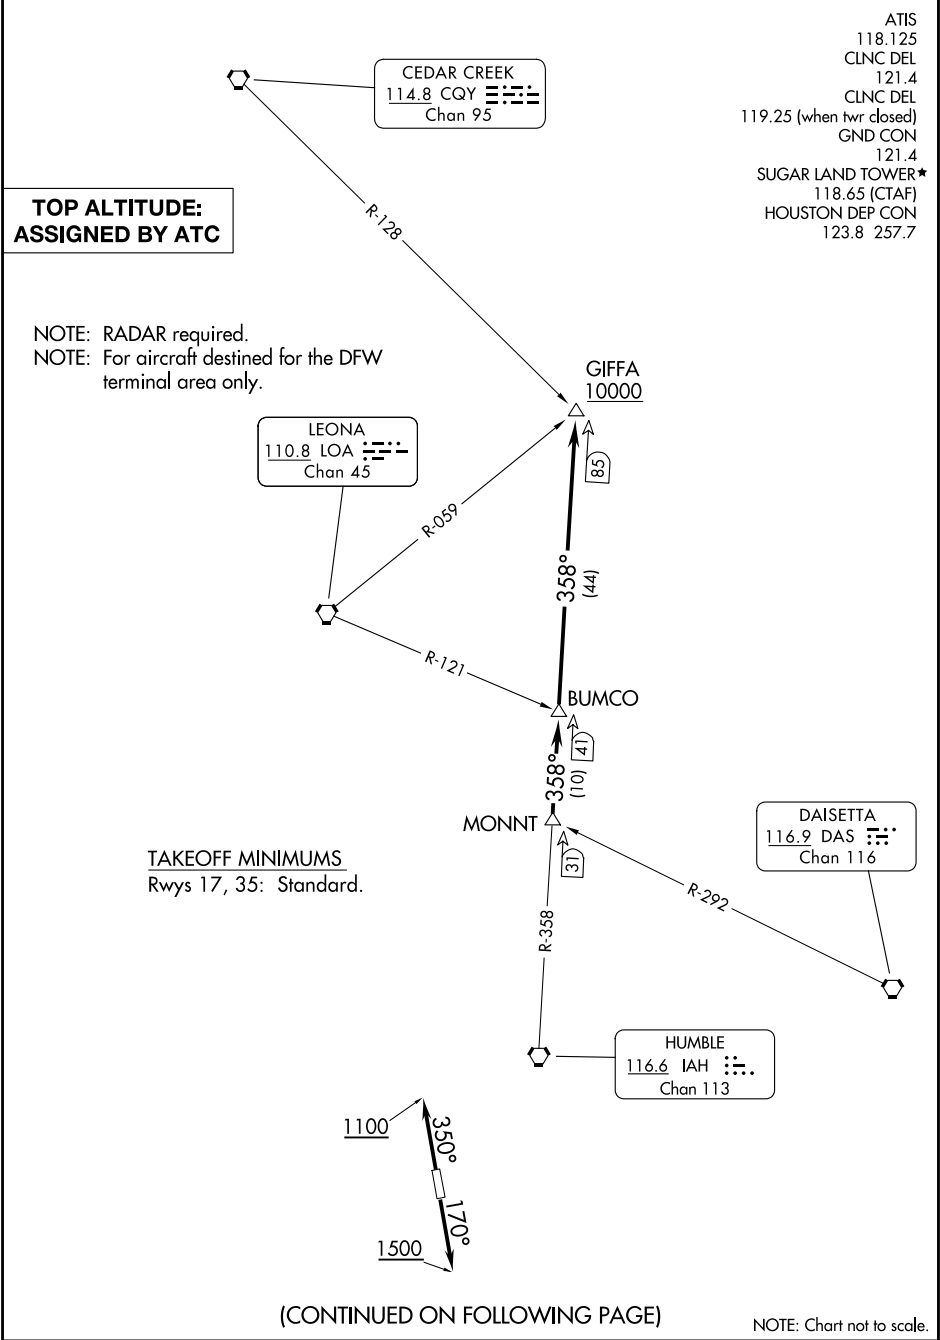 ATIS
118.125
CLNC DEL
121.4
CLNC DEL
119.25 (when twr closed)
GND CON
121.4
SUGAR LAND TOWER★
118.65 (CTAF)
HOUSTON DEP CON
123.8 257.7
CEDAR CREEK
114.8 CQY
Chan 95
TOP ALTITUDE:
ASSIGNED BY ATC
R-128
NOTE: RADAR required.
NOTE: For aircraft destined for the DFW
terminal area only.
GIFFA
10000
LEONA
110.8 LOA
Chan 45
85
R-059
358°
(44)
R-121
BUMCO
41
358°
(10)
MONNT
31
DAISETTA
116.9 DAS
Chan 116
TAKEOFF MINIMUMS
Rwys 17, 35: Standard.
R-292
R-358
HUMBLE
116.6 IAH
Chan 113
1100
350°
170°
1500
(CONTINUED ON FOLLOWING PAGE)
NOTE: Chart not to scale.